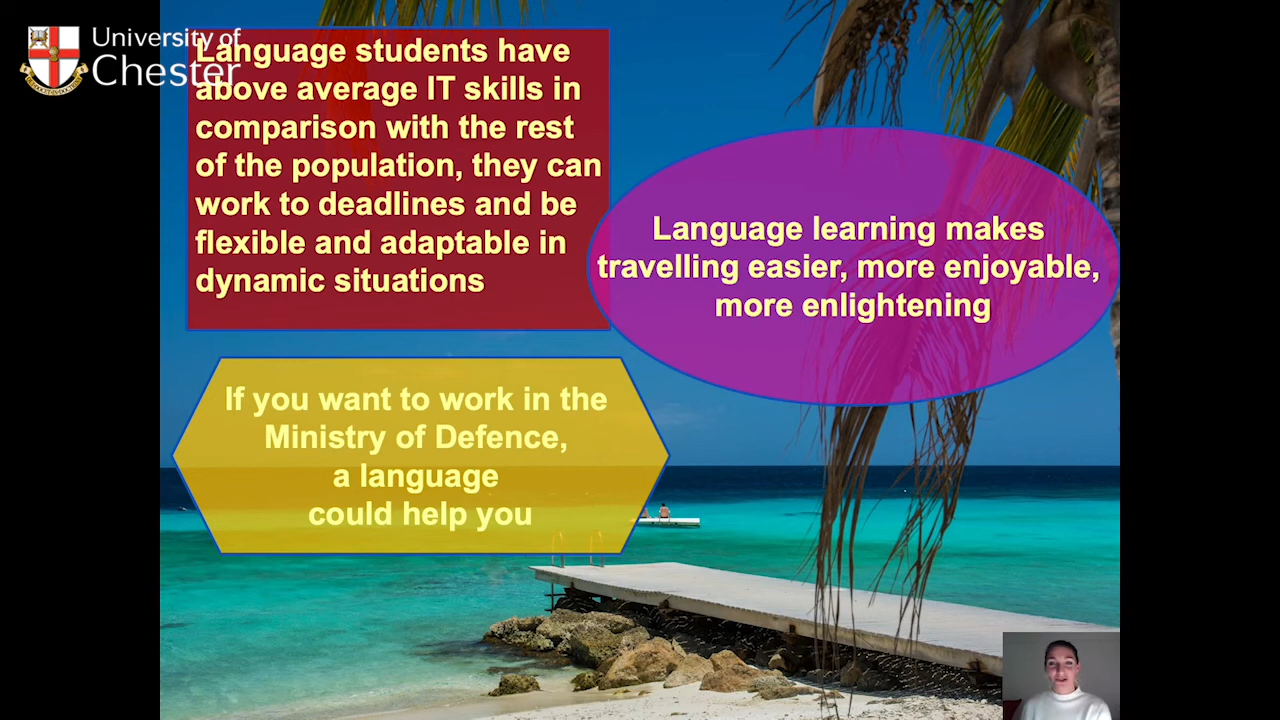 University of
Chester
Language students have
above average IT skills in
comparison with the rest
of the population, they can
work to deadlines and be
flexible and adaptable in
dynamic situations
Language learning makes
travelling easier, more enjoyable,
more enlightening
If you want to work in the
Ministry of Defence,
a language
could help you